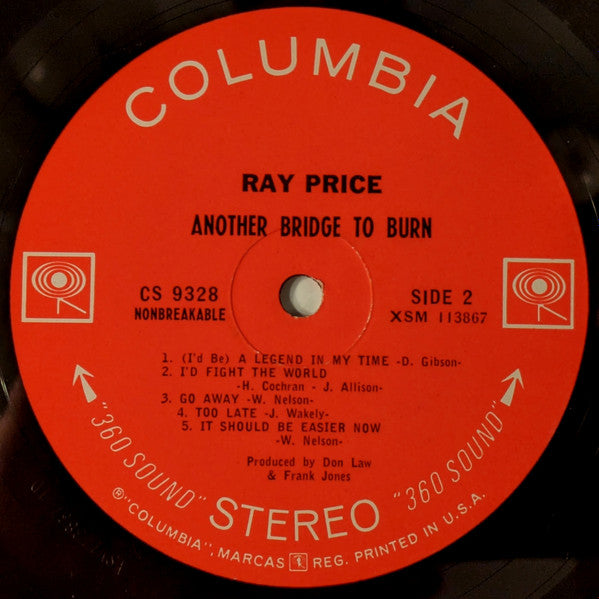 COLUMBIA
RAY PRICE
ANOTHER BRIDGE TO BURN
CS 9328
NONBREAKABLE
SIDE 2
XSM 113867
1. (I'd Be) A LEGEND IN MY TIME -D. Gibson-
2. I'D FIGHT THE WORLD
-H. Cochran - J. Allison-
3. GO AWAY -W. Nelson-
4. TOO LATE -J. Wakely-
5. IT SHOULD BE EASIER NOW
-W. Nelson-
Produced by Don Law
& Frank Jones
"360 SOUND" STEREO "360 SOUND"
®"COLUMBIA", MARCAS REG. PRINTED IN U.S.A.